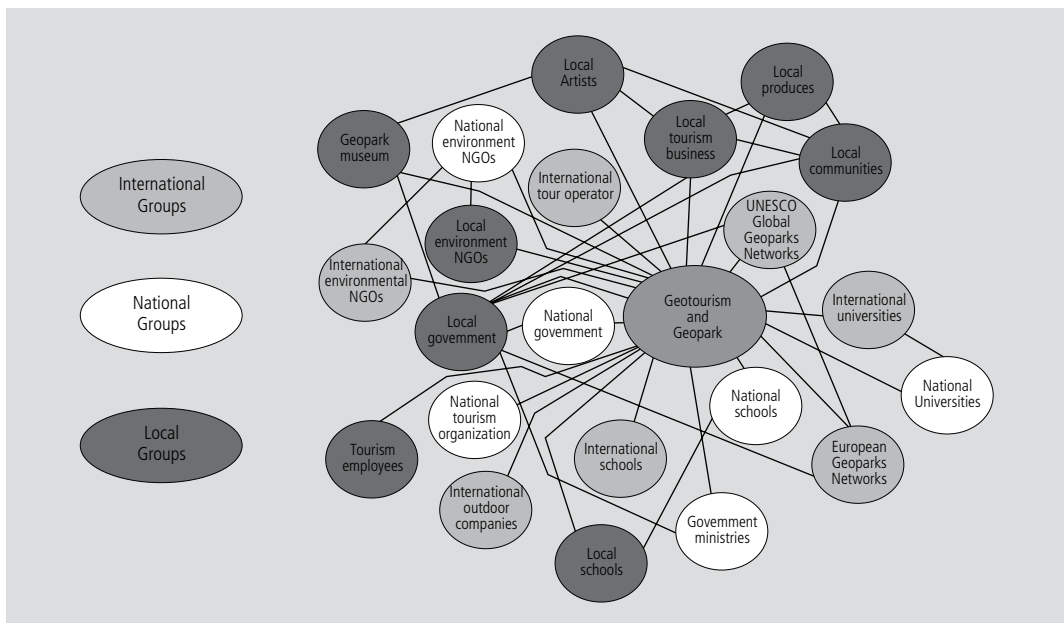 International
Groups
National
Groups
Local
Groups
Local
Artists
Local
produces
Geopark
museum
National
environment
NGOs
Local
tourism
business
Local
communities
International
tour operator
UNESCO
Global
Geoparks
Networks
Local
environment
NGOs
International
environmental
NGOs
Geotourism
and
Geopark
International
universities
Local
govemment
National
govemment
National
Universities
National
schools
National
tourism
organization
Tourism
employees
International
schools
European
Geoparks
Networks
International
outdoor
companies
Govemment
ministries
Local
schools